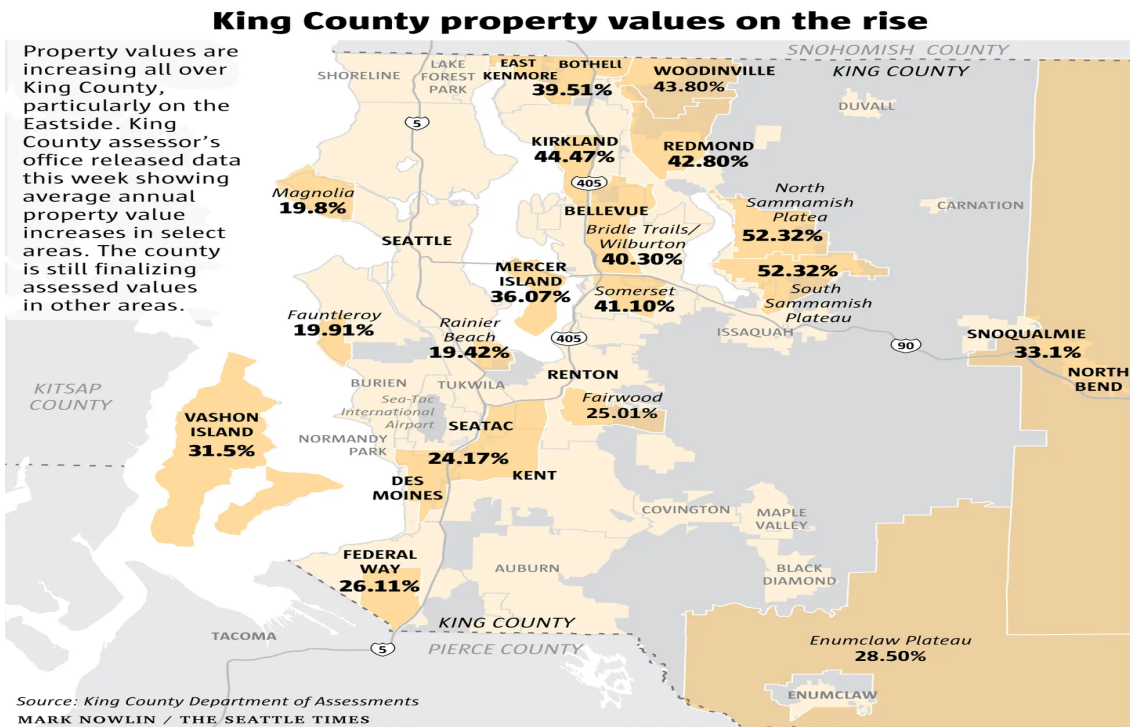 King County property values on the rise
Property values are
increasing all over
King County,
particularly on the
Eastside. King
County assessor’s
office released data
this week showing
average annual
property value
increases in select
areas. The county
is still finalizing
assessed values
in other areas.
SNOHOMISH COUNTY
KING COUNTY
SHORELINE
LAKE
FOREST
PARK
EAST
KENMORE
BOTHELL
39.51%
WOODINVILLE
43.80%
DUVALL
5
KIRKLAND
44.47%
REDMOND
42.80%
405
Magnolia
19.8%
North
Sammamish
Platea
52.32%
CARNATION
BELLEVUE
Bridle Trails/
Wilburton
40.30%
SEATTLE
MERCER
ISLAND
36.07%
Somerset
41.10%
52.32%
South
Sammamish
Plateau
Fauntleroy
19.91%
Rainier
Beach
19.42%
405
ISSAQUAH
90
SNOQUALMIE
33.1%
NORTH
BEND
KITSAP
COUNTY
BURIEN
TUKWILA
RENTON
Sea-Tac
International
Airport
Fairwood
25.01%
VASHON
ISLAND
31.5%
NORMANDY
PARK
SEATAC
24.17%
KENT
DES
MOINES
COVINGTON
MAPLE
VALLEY
FEDERAL
WAY
26.11%
AUBURN
BLACK
DIAMOND
KING COUNTY
PIERCE COUNTY
TACOMA
5
Enumclaw Plateau
28.50%
ENUMCLAW
Source: King County Department of Assessments
MARK NOWLIN / THE SEATTLE TIMES